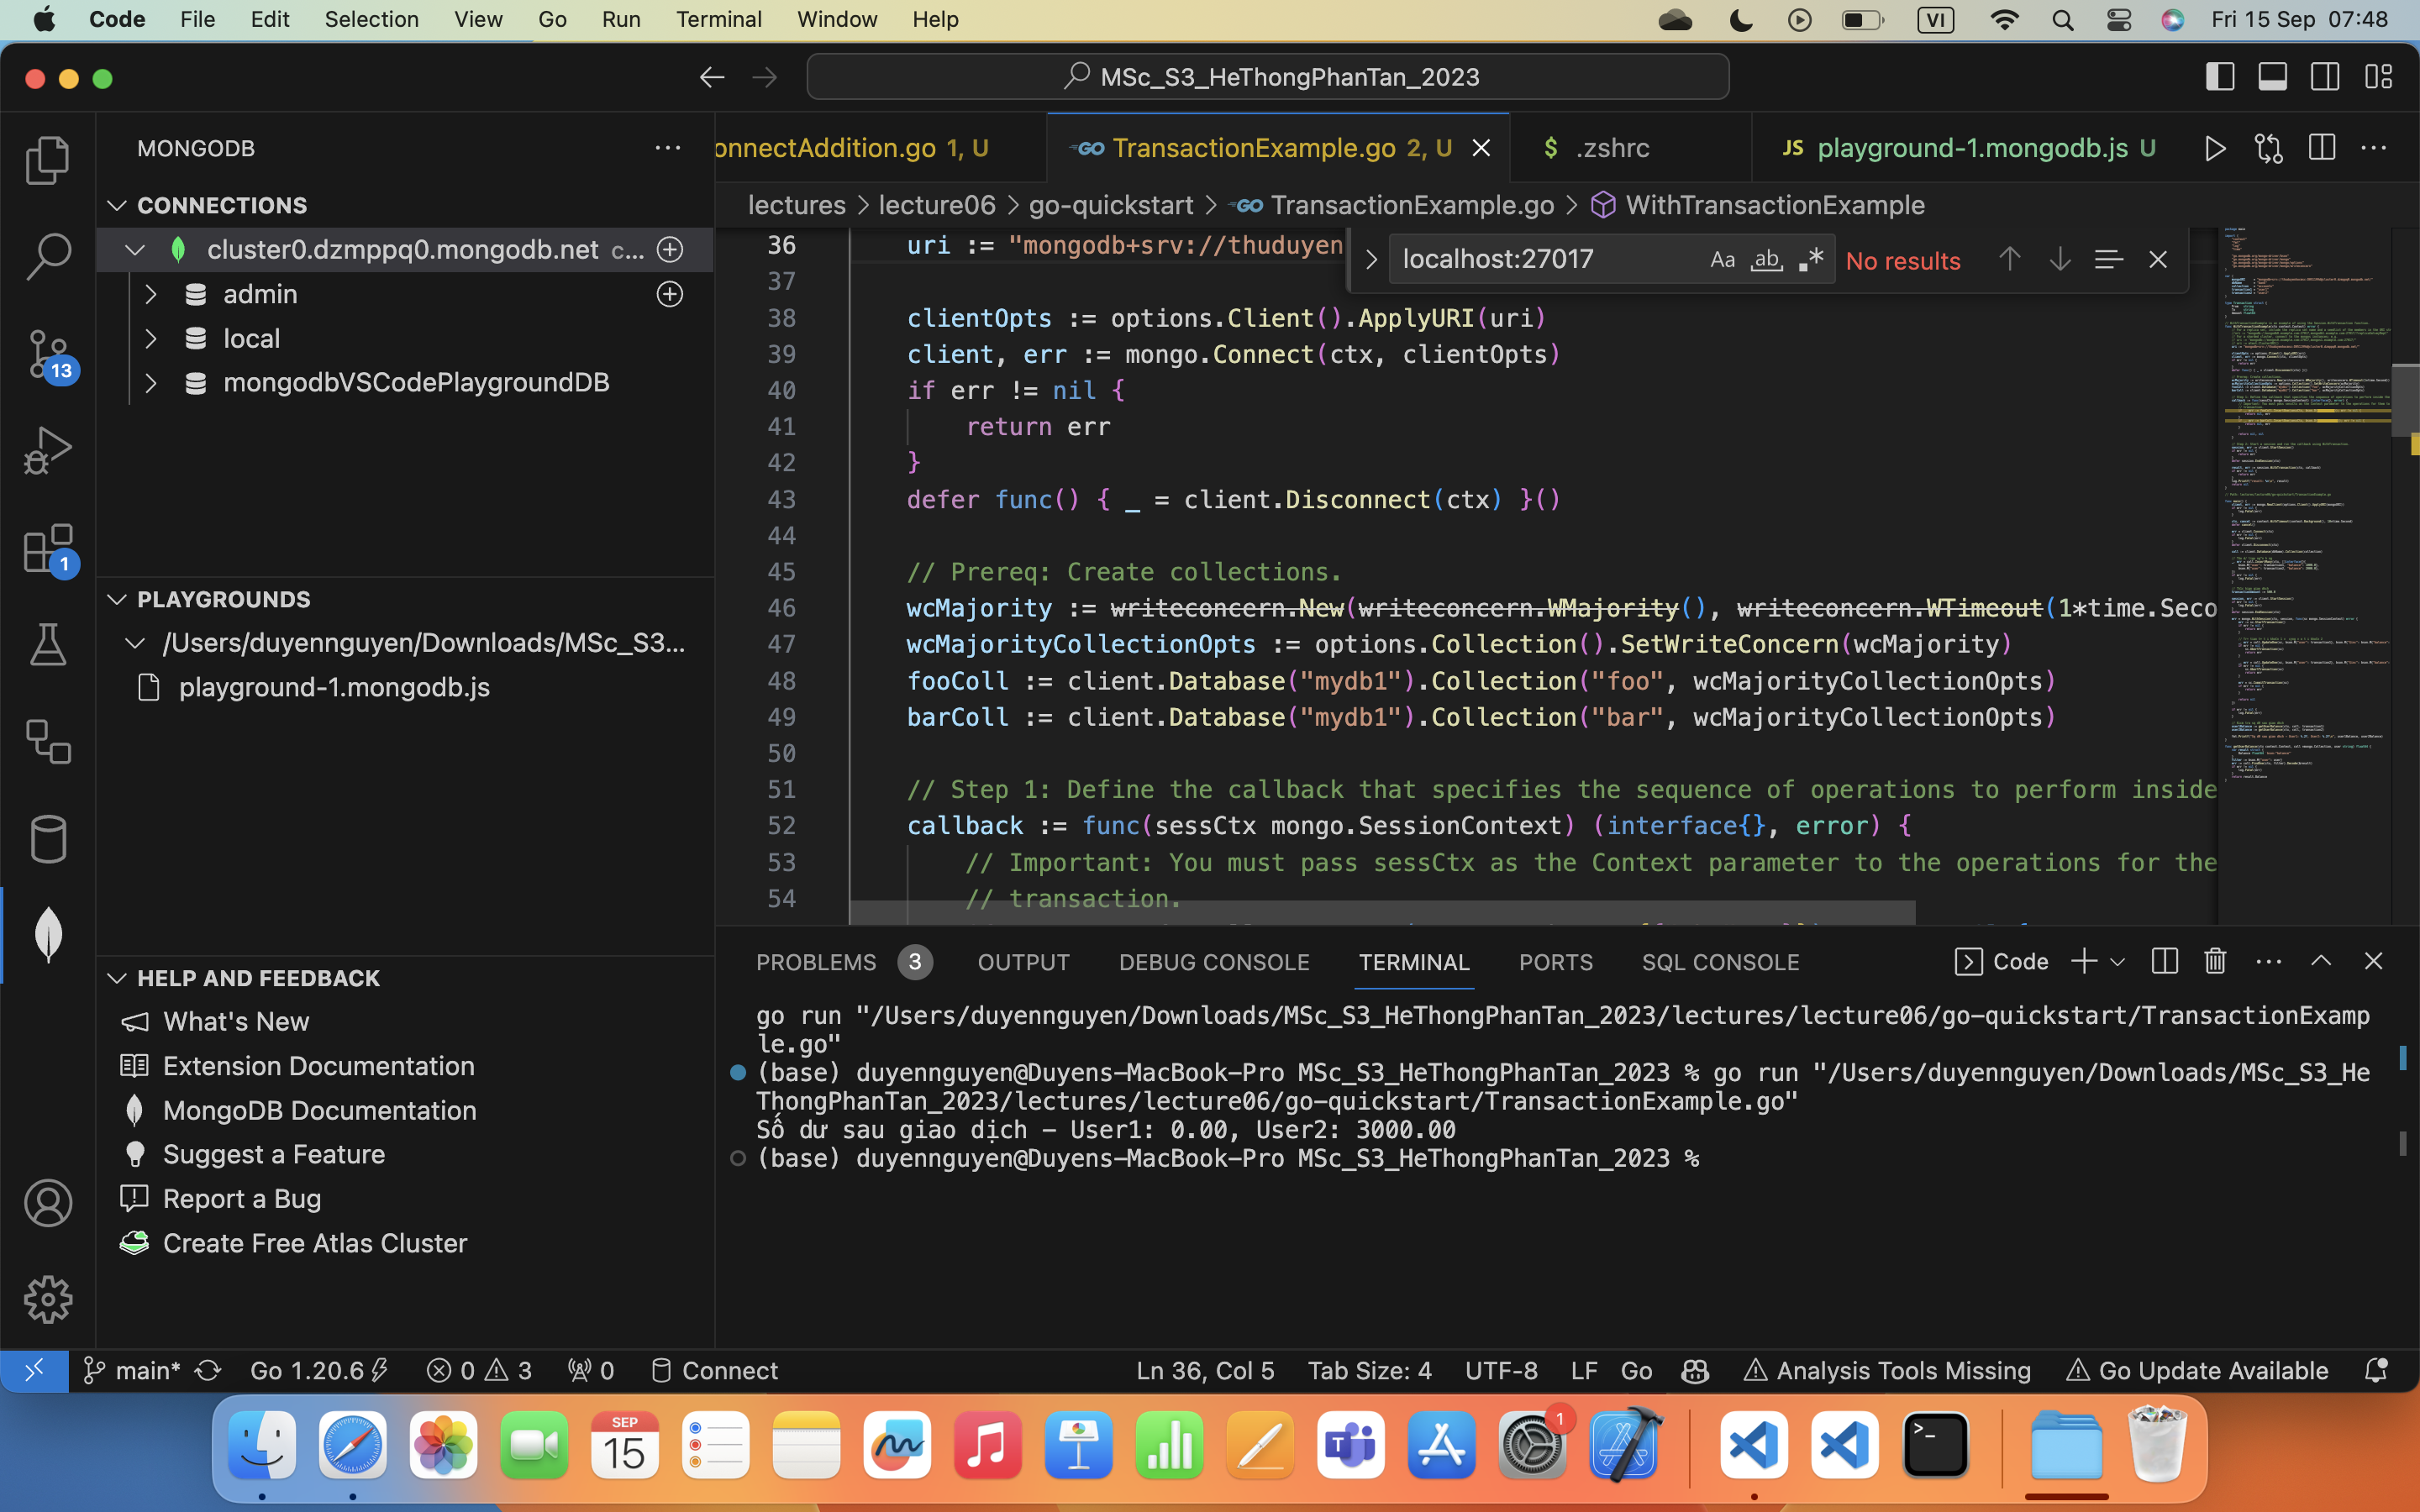 Code File Edit Selection View Go Run Terminal Window Help VI Fri 15 Sep 07:48
MSc_S3_HeThongPhanTan_2023
MONGODB
CONNECTIONS
cluster0.dzmppq0.mongodb.net c...
admin
local
mongodbVSCodePlaygroundDB
13
1
PLAYGROUNDS
/Users/duyennguyen/Downloads/MSc_S3...
playground-1.mongodb.js
HELP AND FEEDBACK
What's New
Extension Documentation
MongoDB Documentation
Suggest a Feature
Report a Bug
Create Free Atlas Cluster
onnectAddition.go 1, U GO TransactionExample.go 2, U $ .zshrc JS playground-1.mongodb.js U
lectures > lecture06 > go-quickstart > GO TransactionExample.go > WithTransactionExample
localhost:27017 Aa ab .* No results
36 uri := "mongodb+srv://thuduyen
37
38 clientOpts := options.Client().ApplyURI(uri)
39 client, err := mongo.Connect(ctx, clientOpts)
40 if err != nil {
41 return err
42 }
43 defer func() { _ = client.Disconnect(ctx) }()
44
45 // Prereq: Create collections.
46 wcMajority := writeconcern.New(writeconcern.WMajority(), writeconcern.WTimeout(1*time.Seco
47 wcMajorityCollectionOpts := options.Collection().SetWriteConcern(wcMajority)
48 fooColl := client.Database("mydb1").Collection("foo", wcMajorityCollectionOpts)
49 barColl := client.Database("mydb1").Collection("bar", wcMajorityCollectionOpts)
50
51 // Step 1: Define the callback that specifies the sequence of operations to perform inside
52 callback := func(sessCtx mongo.SessionContext) (interface{}, error) {
53 // Important: You must pass sessCtx as the Context parameter to the operations for the
54 // transaction.
PROBLEMS 3 OUTPUT DEBUG CONSOLE TERMINAL PORTS SQL CONSOLE Code
go run "/Users/duyennguyen/Downloads/MSc_S3_HeThongPhanTan_2023/lectures/lecture06/go-quickstart/TransactionExamp
le.go"
(base) duyennguyen@Duyens-MacBook-Pro MSc_S3_HeThongPhanTan_2023 % go run "/Users/duyennguyen/Downloads/MSc_S3_He
ThongPhanTan_2023/lectures/lecture06/go-quickstart/TransactionExample.go"
Số dư sau giao dịch - User1: 0.00, User2: 3000.00
(base) duyennguyen@Duyens-MacBook-Pro MSc_S3_HeThongPhanTan_2023 %
main* Go 1.20.6 0 3 0 Connect Ln 36, Col 5 Tab Size: 4 UTF-8 LF Go Analysis Tools Missing Go Update Available
SEP
15
1